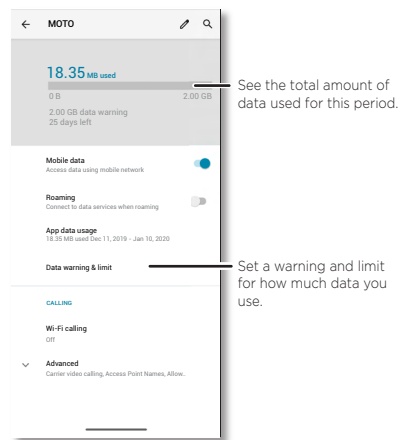 MOTO
18.35 MB used
0 B 2.00 GB
2.00 GB data warning
25 days left
See the total amount of
data used for this period.
Mobile data
Access data using mobile network
Roaming
Connect to data services when roaming
App data usage
18.35 MB used Dec 11, 2019 - Jan 10, 2020
Data warning & limit
Set a warning and limit
for how much data you
use.
CALLING
Wi-Fi calling
Off
Advanced
Carrier video calling, Access Point Names, Allow..